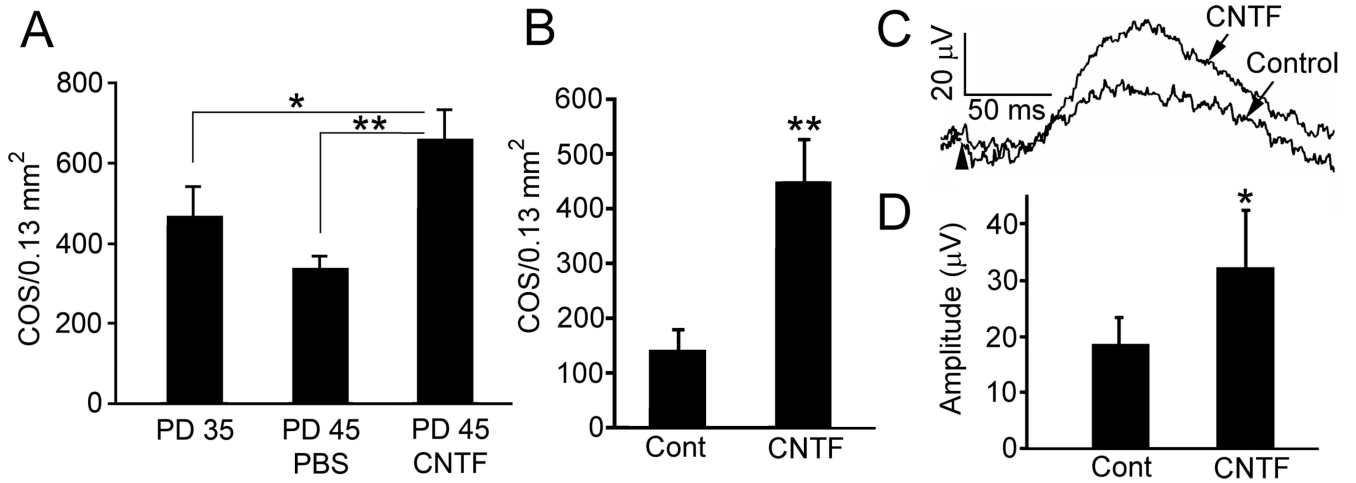 A
COS/0.13 mm²
800
600
400
200
0
*
**
PD 35
PD 45
PBS
PD 45
CNTF
B
COS/0.13 mm²
600
500
400
300
200
100
0
**
Cont
CNTF
C
20 μV
50 ms
CNTF
Control
D
Amplitude (μV)
40
30
20
10
0
*
Cont
CNTF